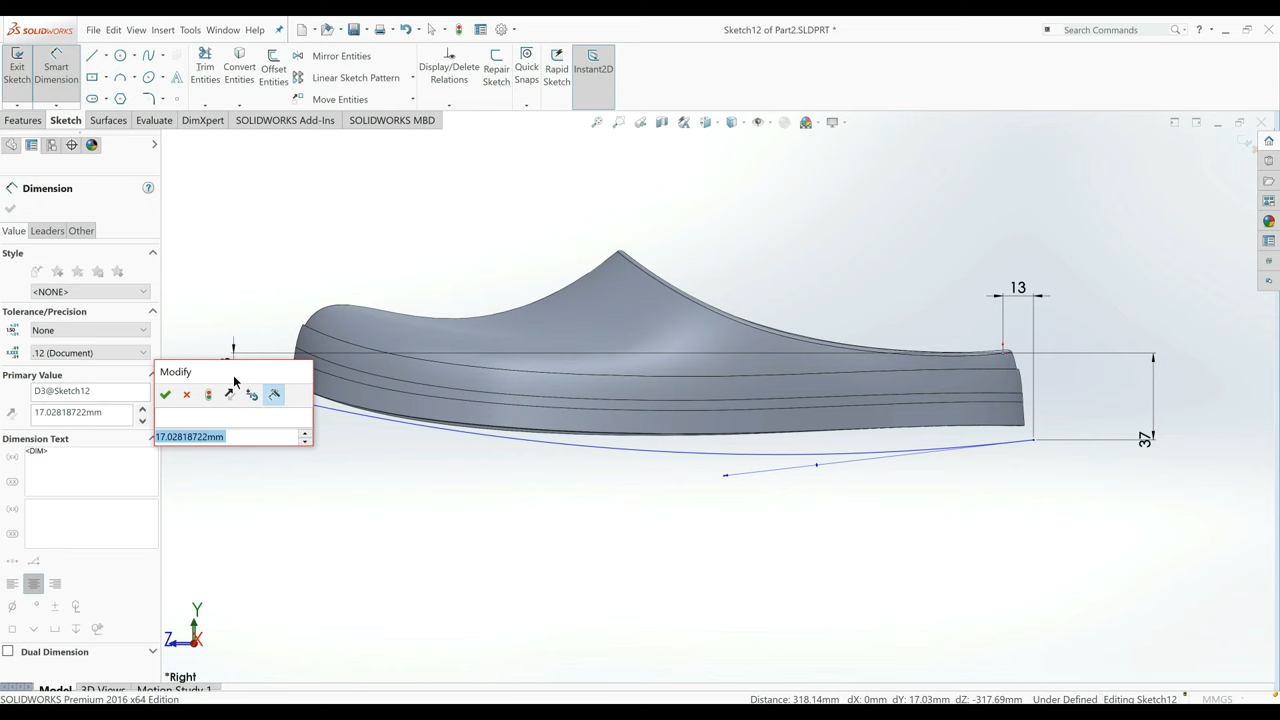 SOLIDWORKS
File Edit View Insert Tools Window Help
Sketch12 of Part2.SLDPRT *
Search Commands
Exit Sketch
Smart Dimension
Trim Entities
Convert Entities
Offset Entities
Mirror Entities
Linear Sketch Pattern
Move Entities
Display/Delete Relations
Repair Sketch
Quick Snaps
Rapid Sketch
Instant2D
Features Sketch Surfaces Evaluate DimXpert SOLIDWORKS Add-Ins SOLIDWORKS MBD
Dimension
Value Leaders Other
Style
<NONE>
Tolerance/Precision
None
.12 (Document)
Primary Value
D3@Sketch12
17.02818722mm
Dimension Text
<DIM>
Dual Dimension
Modify
17.02818722mm
13
37
Y
Z X
*Right
Model 3D Views Motion Study 1
SOLIDWORKS Premium 2016 x64 Edition
Distance: 318.14mm dX: 0mm dY: 17.03mm dZ: -317.69mm Under Defined Editing Sketch12 MMGS